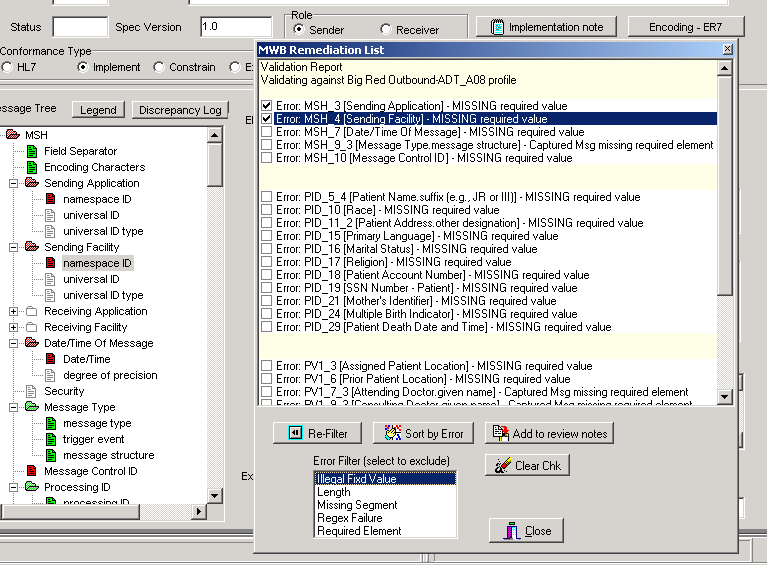 Status
Spec Version
1.0
Role
Sender
Receiver
Implementation note
Encoding - ER7
Conformance Type
HL7
Implement
Constrain
MWB Remediation List
Validation Report
Validating against Big Red Outbound-ADT_A08 profile
Error: MSH_3 [Sending Application] - MISSING required value
Error: MSH_4 [Sending Facility] - MISSING required value
Error: MSH_7 [Date/Time Of Message] - MISSING required value
Error: MSH_9_3 [Message Type.message structure] - Captured Msg missing required element
Error: MSH_10 [Message Control ID] - MISSING required value
Error: PID_5_4 [Patient Name.suffix (e.g., JR or III)] - MISSING required value
Error: PID_10 [Race] - MISSING required value
Error: PID_11_2 [Patient Address.other designation] - MISSING required value
Error: PID_15 [Primary Language] - MISSING required value
Error: PID_16 [Marital Status] - MISSING required value
Error: PID_17 [Religion] - MISSING required value
Error: PID_18 [Patient Account Number] - MISSING required value
Error: PID_19 [SSN Number - Patient] - MISSING required value
Error: PID_21 [Mother's Identifier] - MISSING required value
Error: PID_24 [Multiple Birth Indicator] - MISSING required value
Error: PID_29 [Patient Death Date and Time] - MISSING required value
Error: PV1_3 [Assigned Patient Location] - MISSING required value
Error: PV1_6 [Prior Patient Location] - MISSING required value
Error: PV1_7_3 [Attending Doctor.given name] - Captured Msg missing required element
Error: PV1_9_3 [Consulting Doctor.given name] - Captured Msg missing required element
Re-Filter
Sort by Error
Add to review notes
Error Filter (select to exclude)
Clear Chk
Illegal Fixd Value
Length
Missing Segment
Regex Failure
Required Element
Close
essage Tree
Legend
Discrepancy Log
MSH
Field Separator
Encoding Characters
Sending Application
namespace ID
universal ID
universal ID type
Sending Facility
namespace ID
universal ID
universal ID type
Receiving Application
Receiving Facility
Date/Time Of Message
Date/Time
degree of precision
Security
Message Type
message type
trigger event
message structure
Message Control ID
Processing ID
processing ID